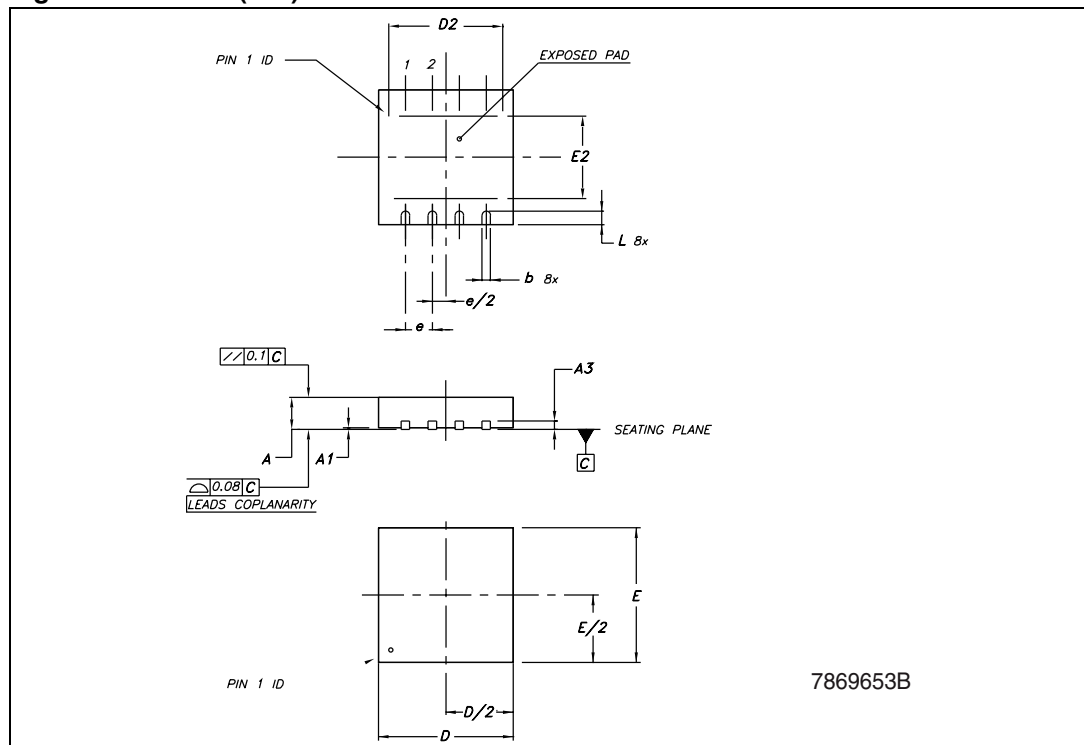 D2
PIN 1 ID
1 2
EXPOSED PAD
E2
L 8x
b 8x
e/2
e
// 0.1 C
A3
SEATING PLANE
A
A1
C
0.08 C
LEADS COPLANARITY
E
E/2
PIN 1 ID
7869653B
D/2
D